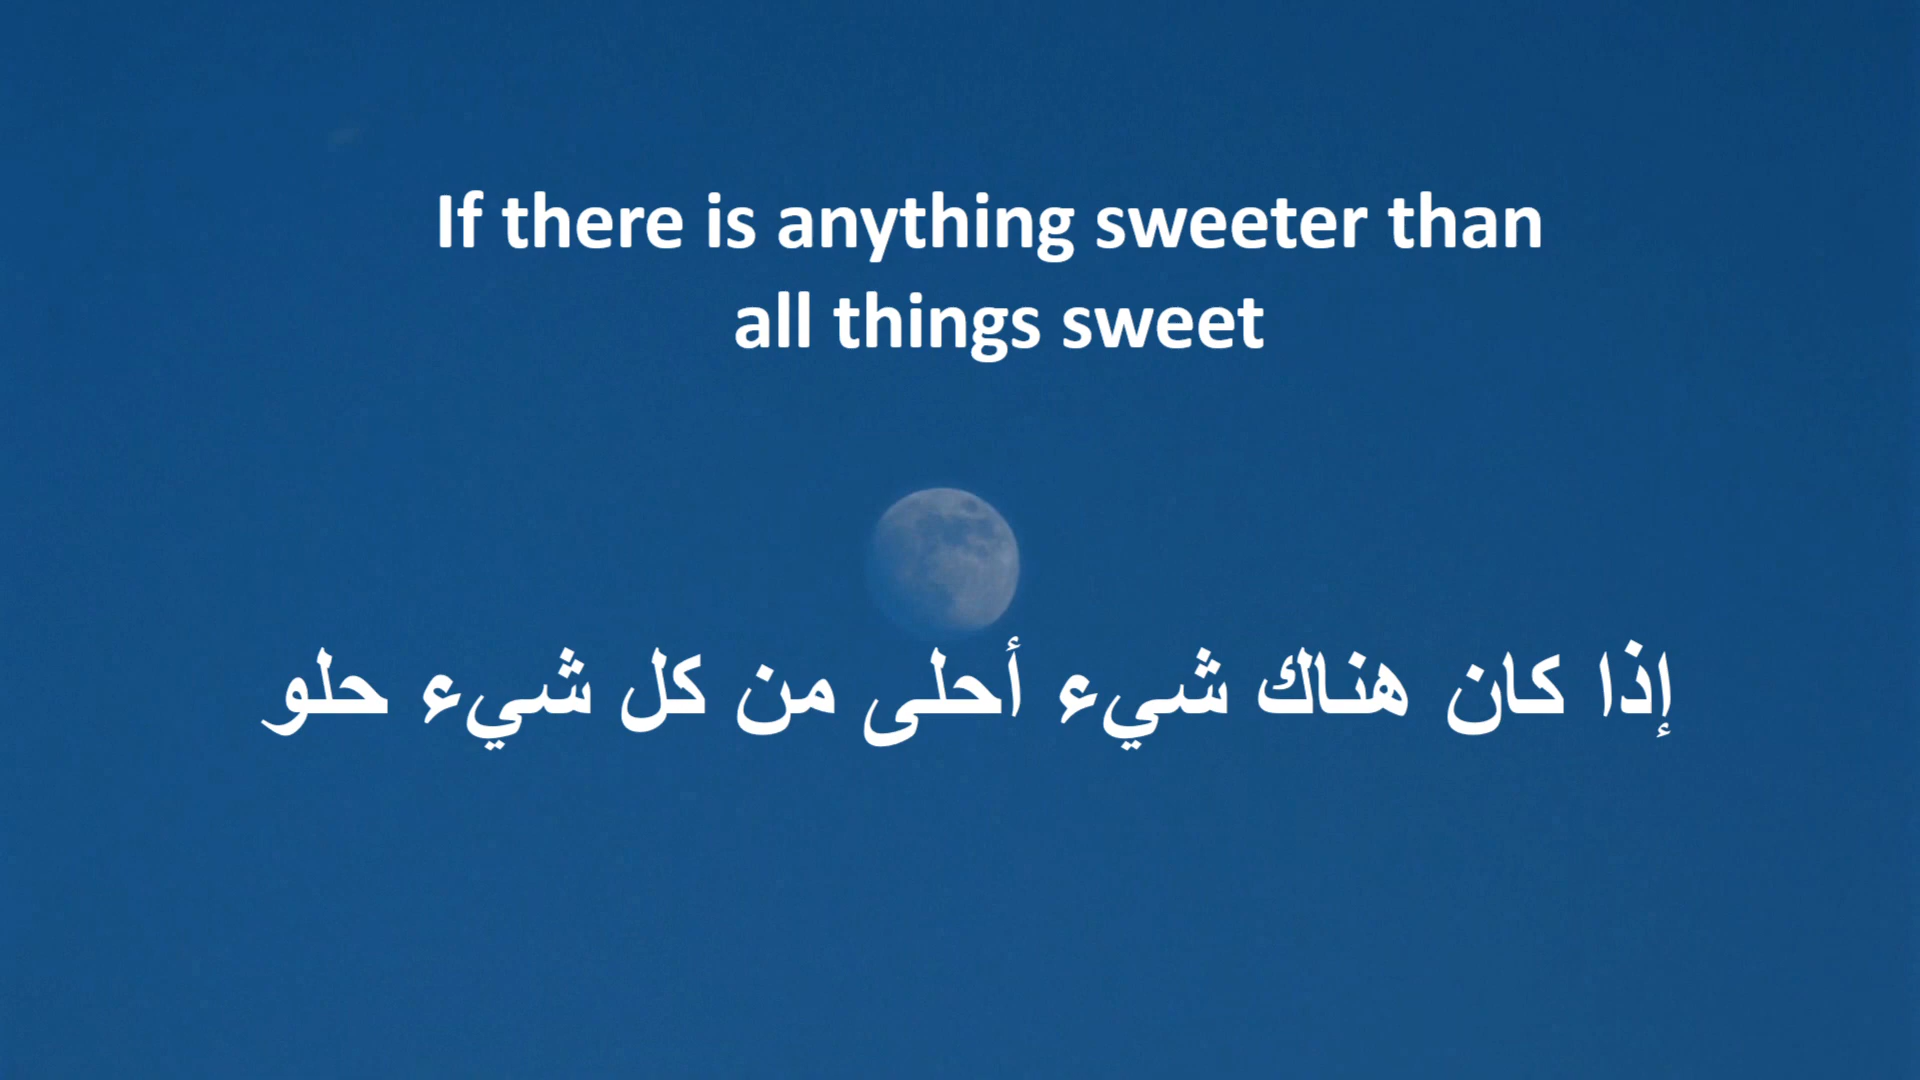 If there is anything sweeter than
all things sweet
إذا كان هناك شيء أحلى من كل شيء حلو